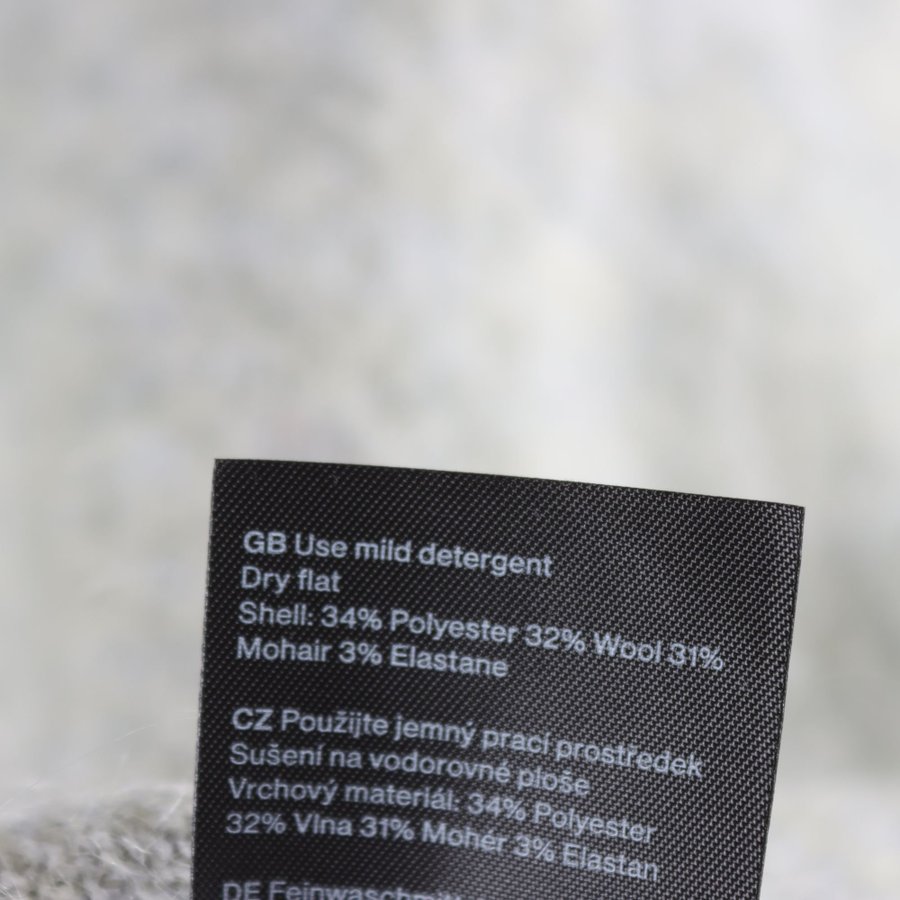 GB Use mild detergent
Dry flat
Shell: 34% Polyester 32% Wool 31%
Mohair 3% Elastane
CZ Použijte jemný prací prostředek
Sušení na vodorovné ploše
Vrchový materiál: 34% Polyester
32% Vlna 31% Mohér 3% Elastan
DE